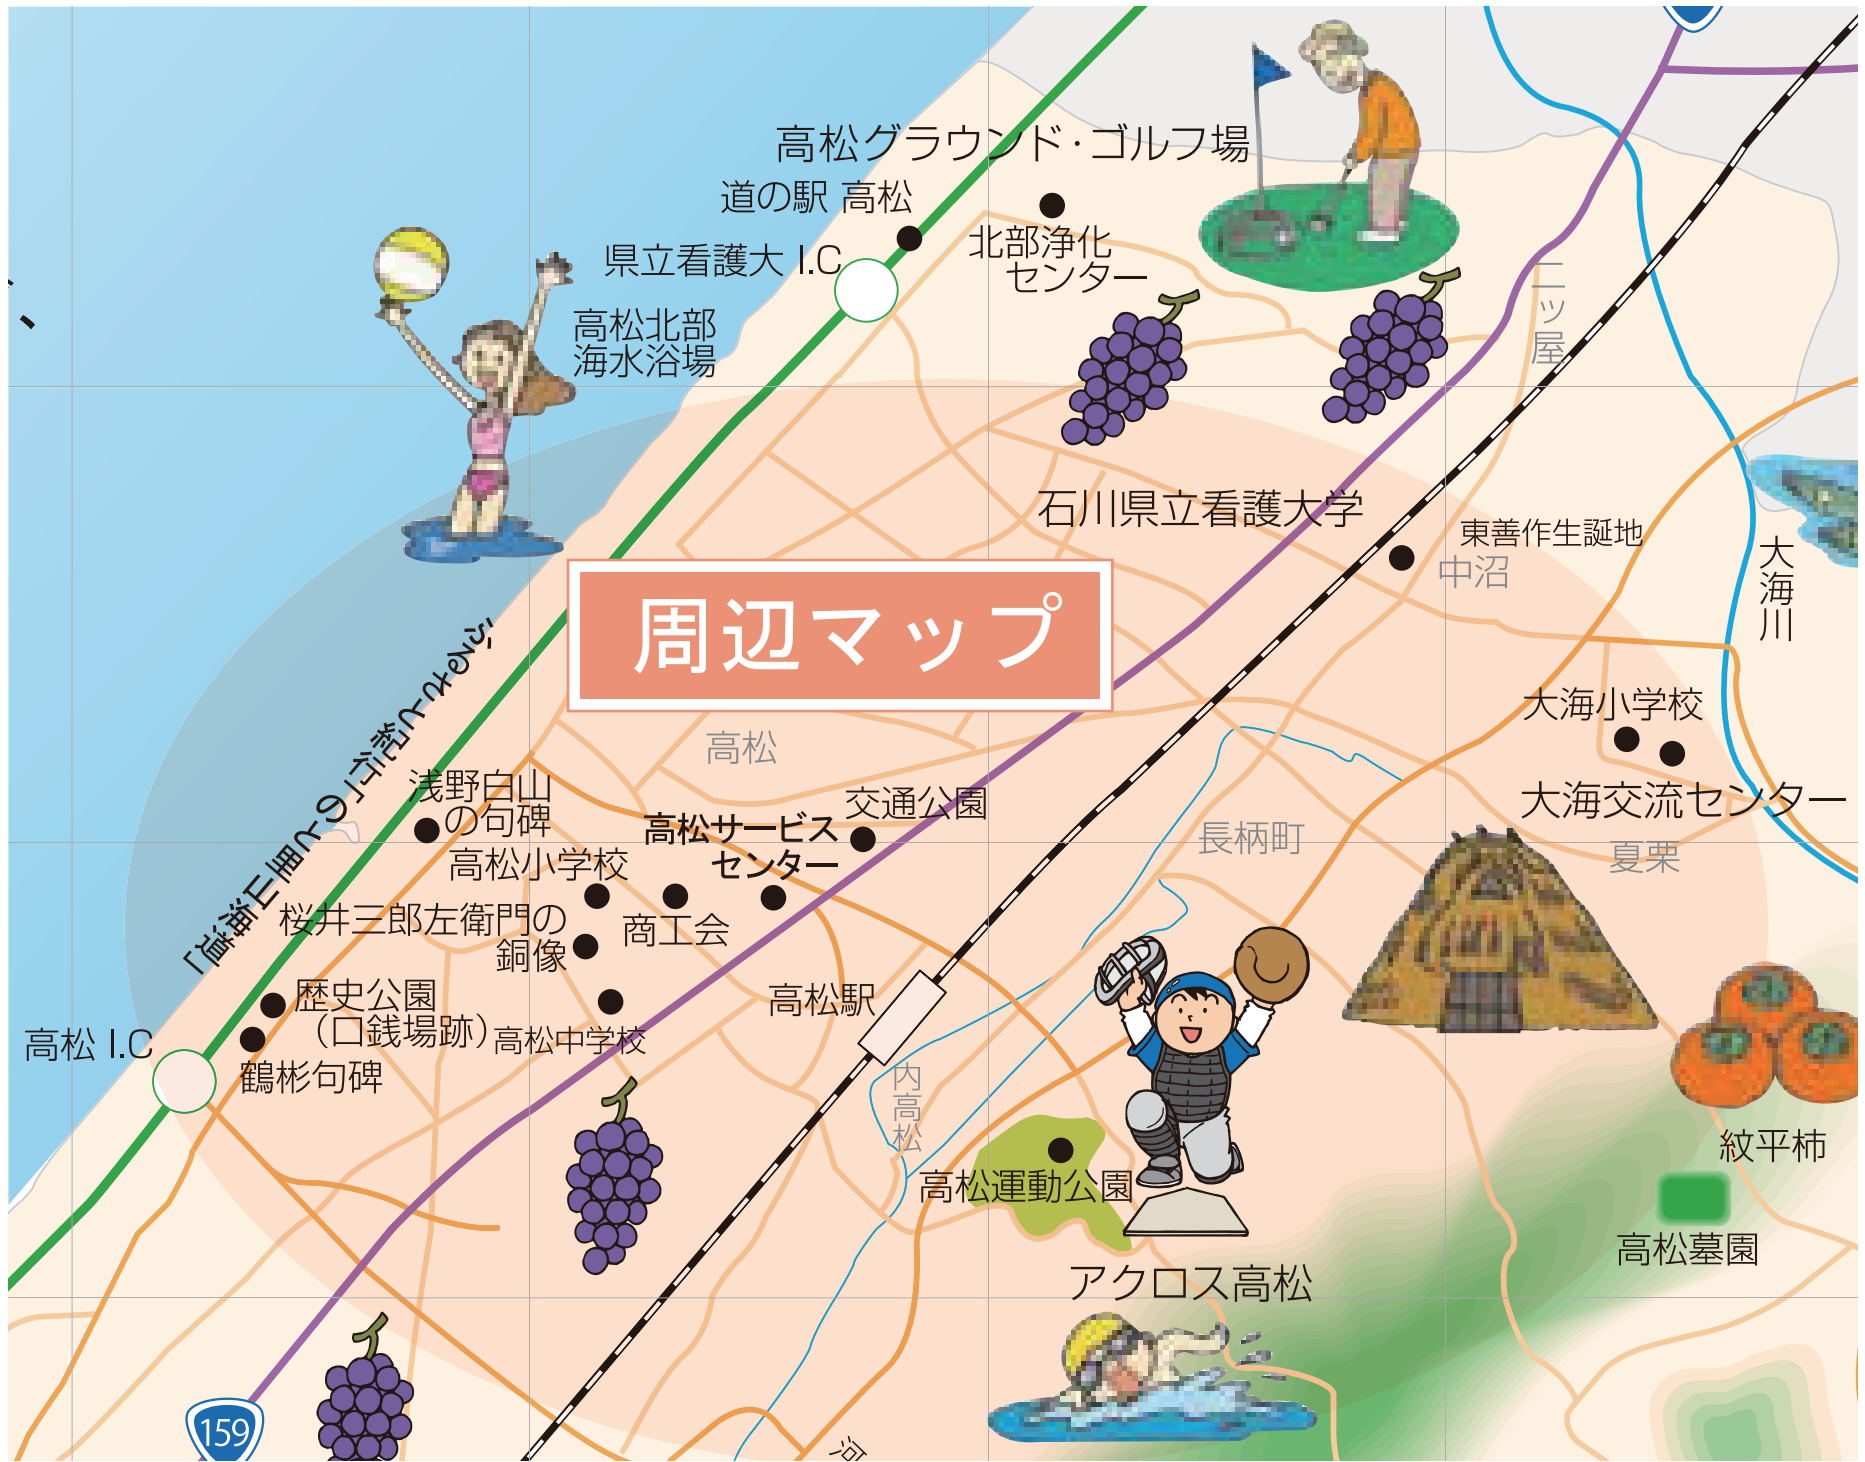 高松グラウンド・ゴルフ場
道の駅 高松
県立看護大 I.C
北部浄化
センター
高松北部
海水浴場
二ッ屋
石川県立看護大学
東善作生誕地
中沼
大海川
周辺マップ
ふるさと紀行「のと里山海道」
高松
大海小学校
大海交流センター
夏栗
長柄町
浅野白山
の句碑
高松サービス
センター
交通公園
高松小学校
桜井三郎左衛門の
銅像
商工会
高松駅
歴史公園
（口銭場跡）
高松中学校
高松 I.C
鶴彬句碑
内高松
高松運動公園
紋平柿
高松墓園
アクロス高松
159
河